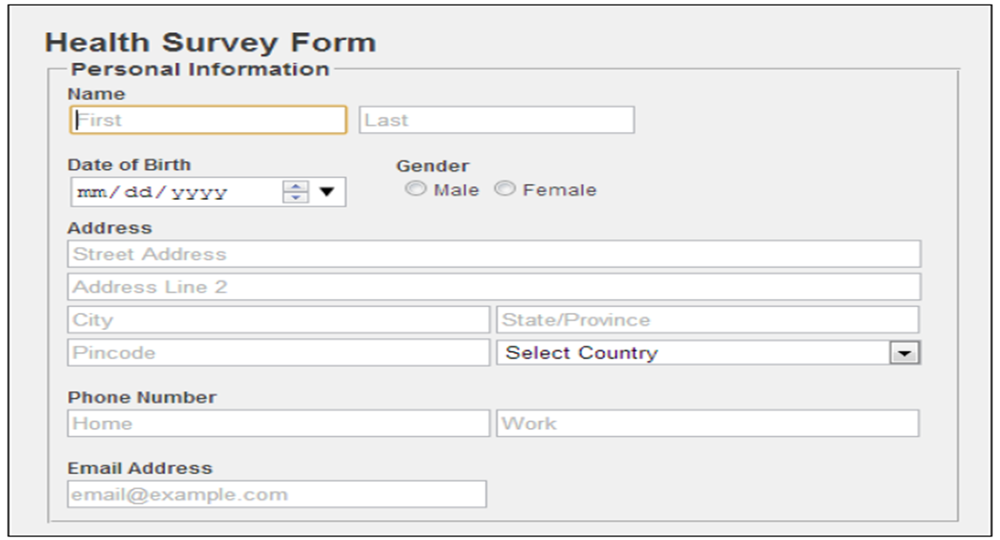 Health Survey Form
Personal Information
Name
First Last
Date of Birth Gender
mm/dd/yyyy Male Female
Address
Street Address
Address Line 2
City State/Province
Pincode Select Country
Phone Number
Home Work
Email Address
email@example.com